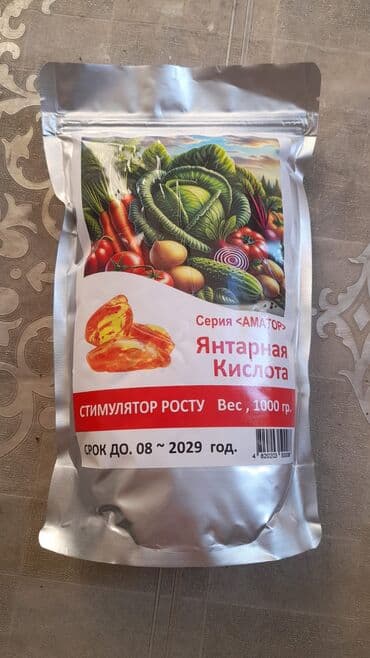 Серия <АМАТОР>
Янтарная
Кислота
СТИМУЛЯТОР РОСТУ Вес , 1000 гр.
СРОК ДО. 08 ~ 2029 год.